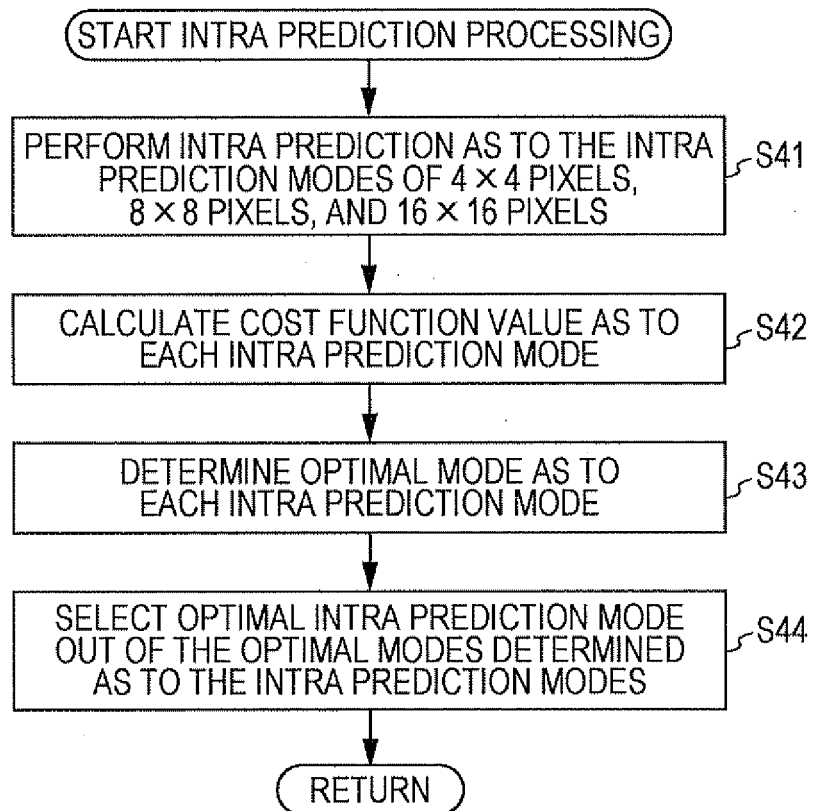 START INTRA PREDICTION PROCESSING
PERFORM INTRA PREDICTION AS TO THE INTRA
PREDICTION MODES OF 4 × 4 PIXELS,
8 × 8 PIXELS, AND 16 × 16 PIXELS
S41
CALCULATE COST FUNCTION VALUE AS TO
EACH INTRA PREDICTION MODE
S42
DETERMINE OPTIMAL MODE AS TO
EACH INTRA PREDICTION MODE
S43
SELECT OPTIMAL INTRA PREDICTION MODE
OUT OF THE OPTIMAL MODES DETERMINED
AS TO THE INTRA PREDICTION MODES
S44
RETURN